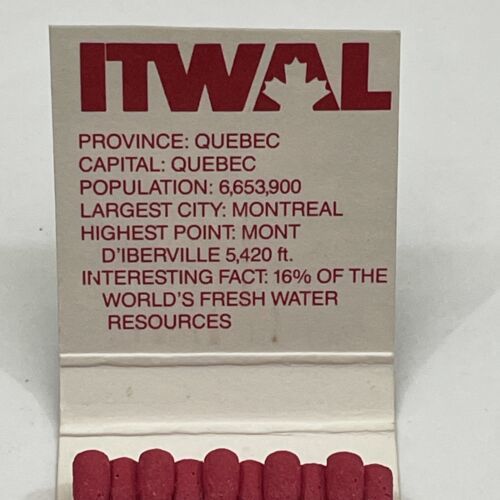 ITWAL
PROVINCE: QUEBEC
CAPITAL: QUEBEC
POPULATION: 6,653,900
LARGEST CITY: MONTREAL
HIGHEST POINT: MONT
D'IBERVILLE 5,420 ft.
INTERESTING FACT: 16% OF THE
WORLD'S FRESH WATER
RESOURCES